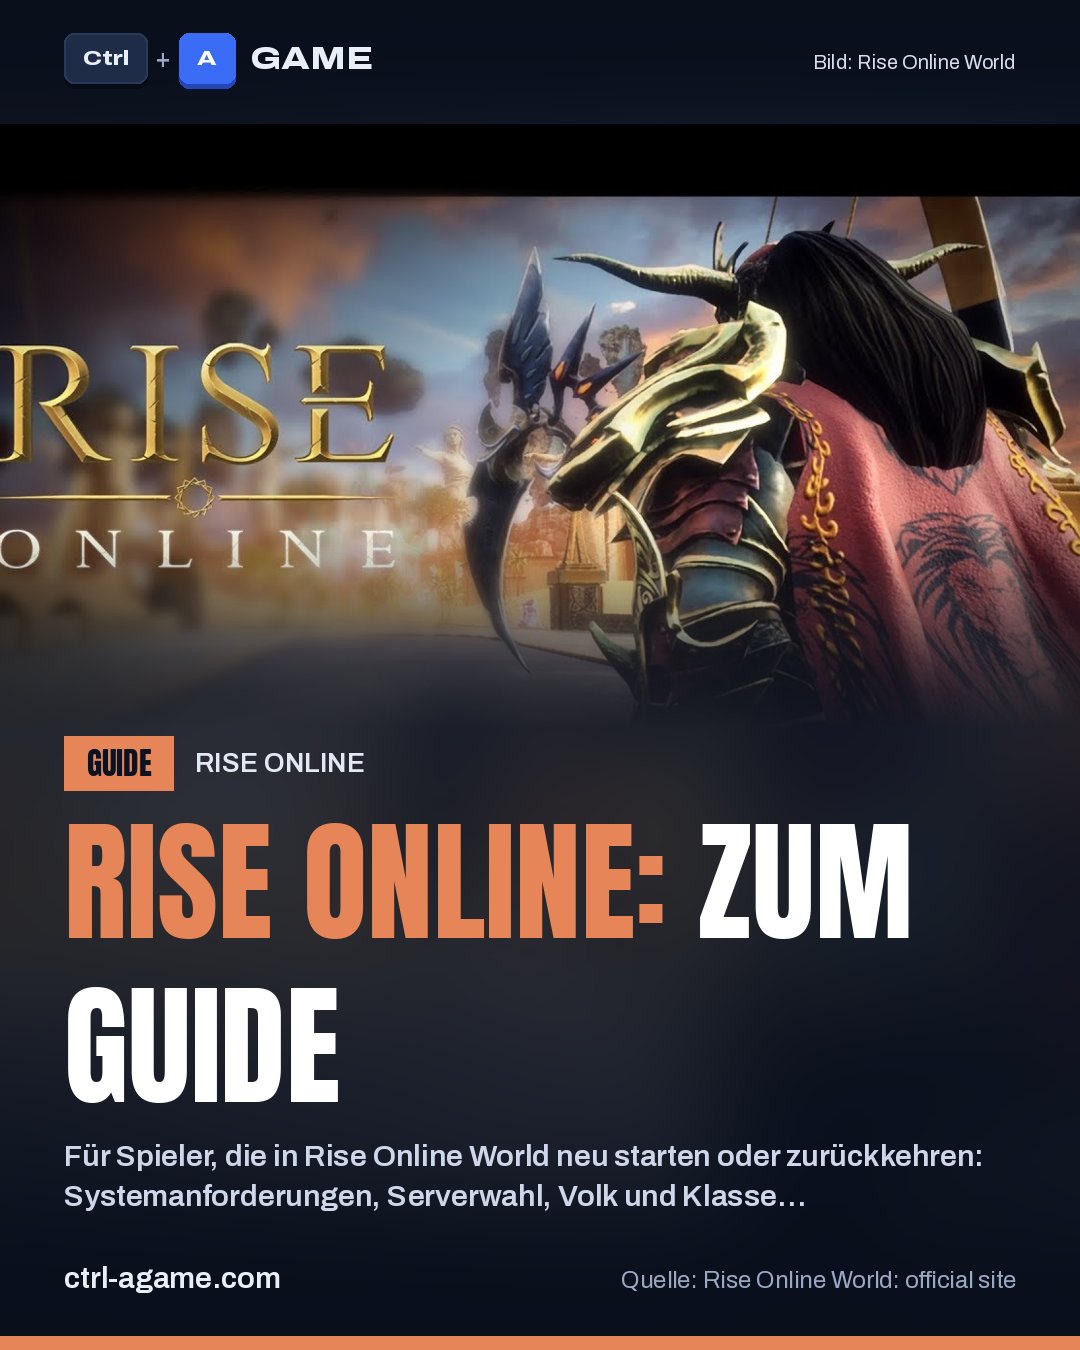 Ctrl + A GAME
Bild: Rise Online World
RISE
ONLINE
GUIDE RISE ONLINE
RISE ONLINE: ZUM
GUIDE
Für Spieler, die in Rise Online World neu starten oder zurückkehren:
Systemanforderungen, Serverwahl, Volk und Klasse...
ctrl-agame.com
Quelle: Rise Online World: official site